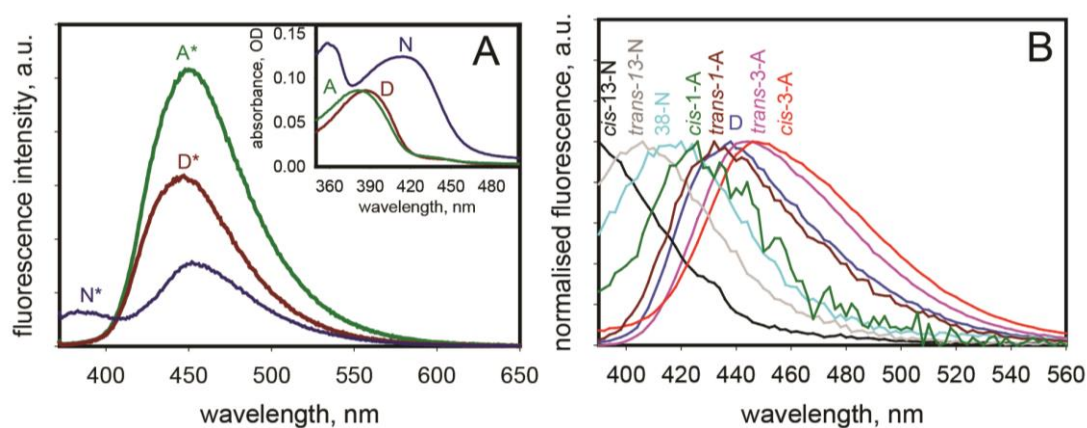 A
A*
D*
N*
fluorescence intensity, a.u.
400 450 500 550 600 650
wavelength, nm
absorbance, OD
0.15
0.10
0.05
0.00
N
A
D
360 390 420 450 480
wavelength, nm
B
cis-13-N
trans-13-N
38-N
cis-1-A
trans-1-A
D
trans-3-A
cis-3-A
normalised fluorescence, a.u.
400 420 440 460 480 500 520 540 560
wavelength, nm